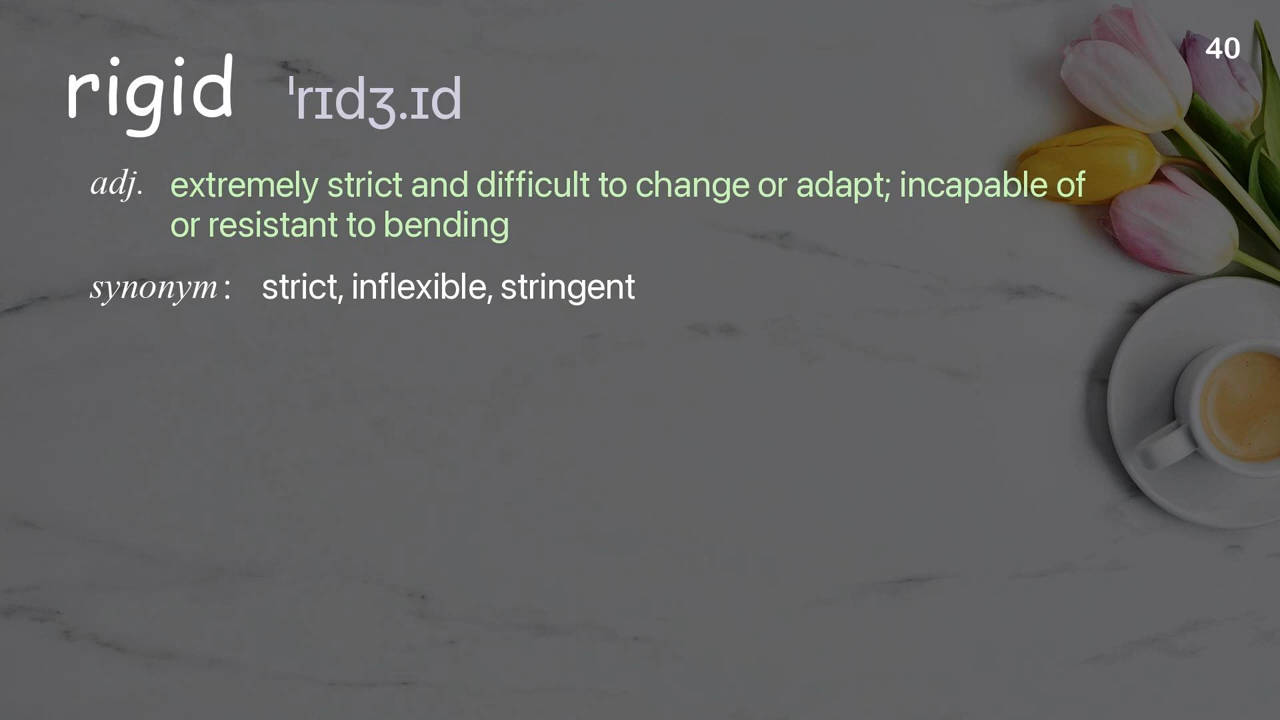 40
rigid ˈrɪdʒ.ɪd
adj. extremely strict and difficult to change or adapt; incapable of
or resistant to bending
synonym: strict, inflexible, stringent